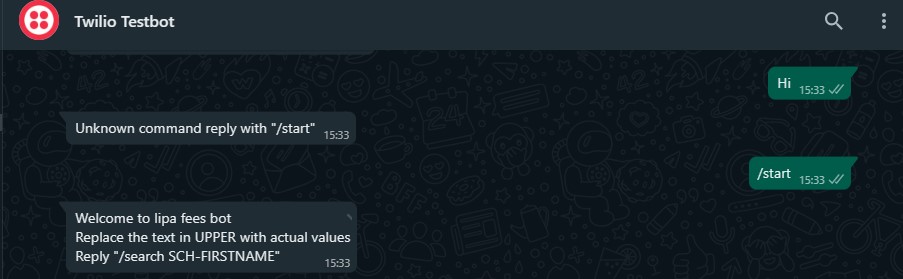 Twilio Testbot
Hi
15:33
Unknown command reply with "/start"
15:33
/start
15:33
Welcome to lipa fees bot
Replace the text in UPPER with actual values
Reply "/search SCH-FIRSTNAME"
15:33